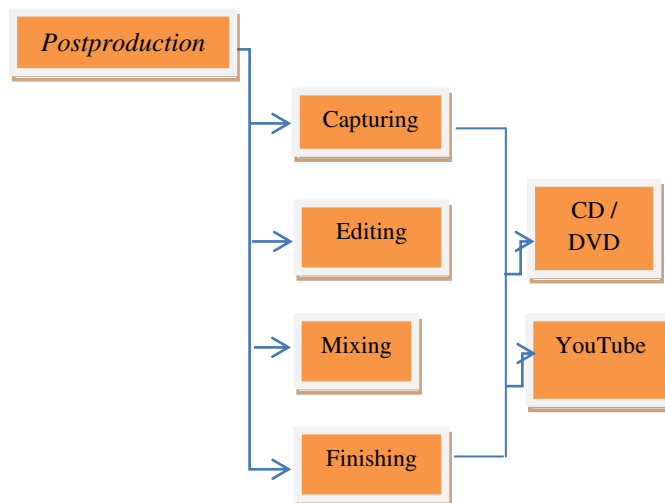 Postproduction
Capturing
Editing
CD /
DVD
Mixing
YouTube
Finishing